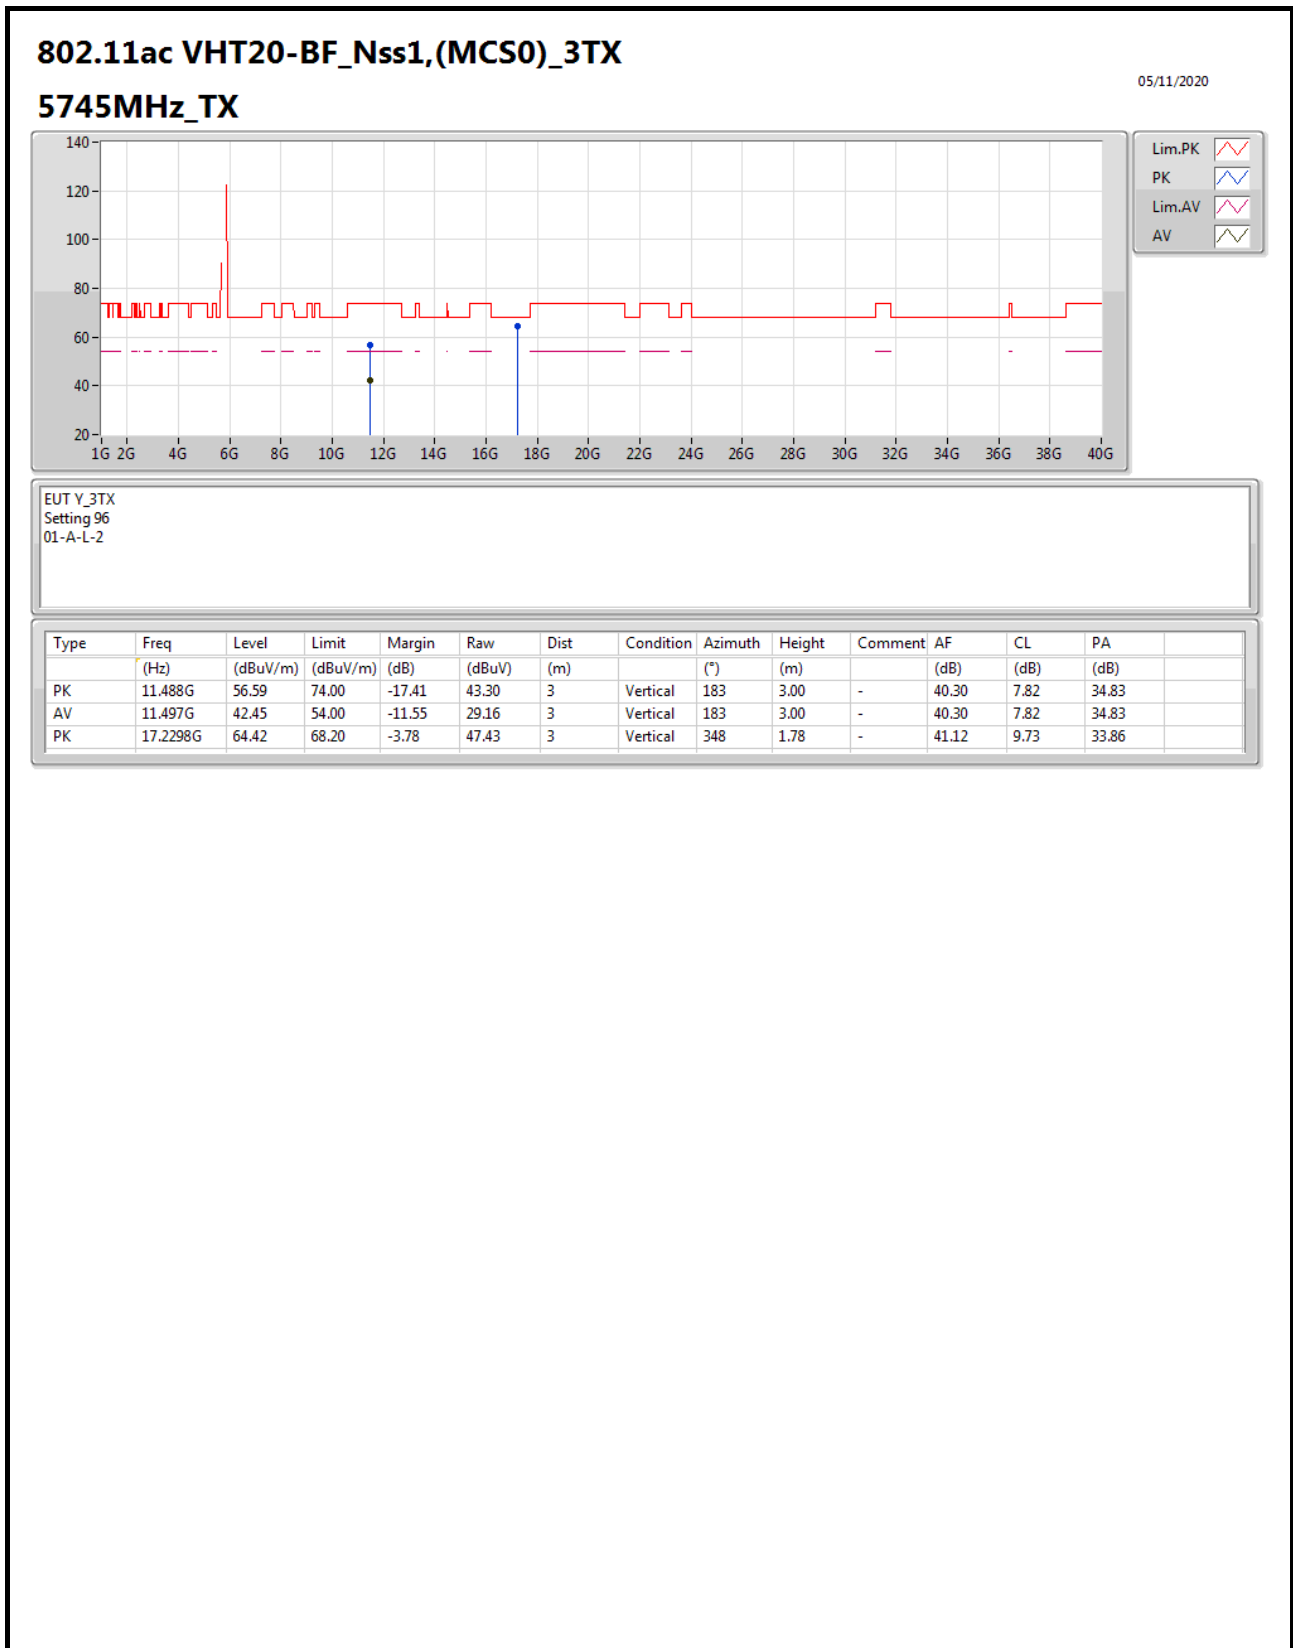 802.11ac VHT20-BF_Nss1,(MCS0)_3TX
05/11/2020
5745MHz_TX
140
120
100
80
60
40
20
1G 2G 4G 6G 8G 10G 12G 14G 16G 18G 20G 22G 24G 26G 28G 30G 32G 34G 36G 38G 40G
Lim.PK
PK
Lim.AV
AV
EUT Y_3TX
Setting 96
01-A-L-2
Type Freq Level Limit Margin Raw Dist Condition Azimuth Height Comment AF CL PA
(Hz) (dBuV/m) (dBuV/m) (dB) (dBuV) (m) (°) (m) (dB) (dB) (dB)
PK 11.488G 56.59 74.00 -17.41 43.30 3 Vertical 183 3.00 - 40.30 7.82 34.83
AV 11.497G 42.45 54.00 -11.55 29.16 3 Vertical 183 3.00 - 40.30 7.82 34.83
PK 17.2298G 64.42 68.20 -3.78 47.43 3 Vertical 348 1.78 - 41.12 9.73 33.86